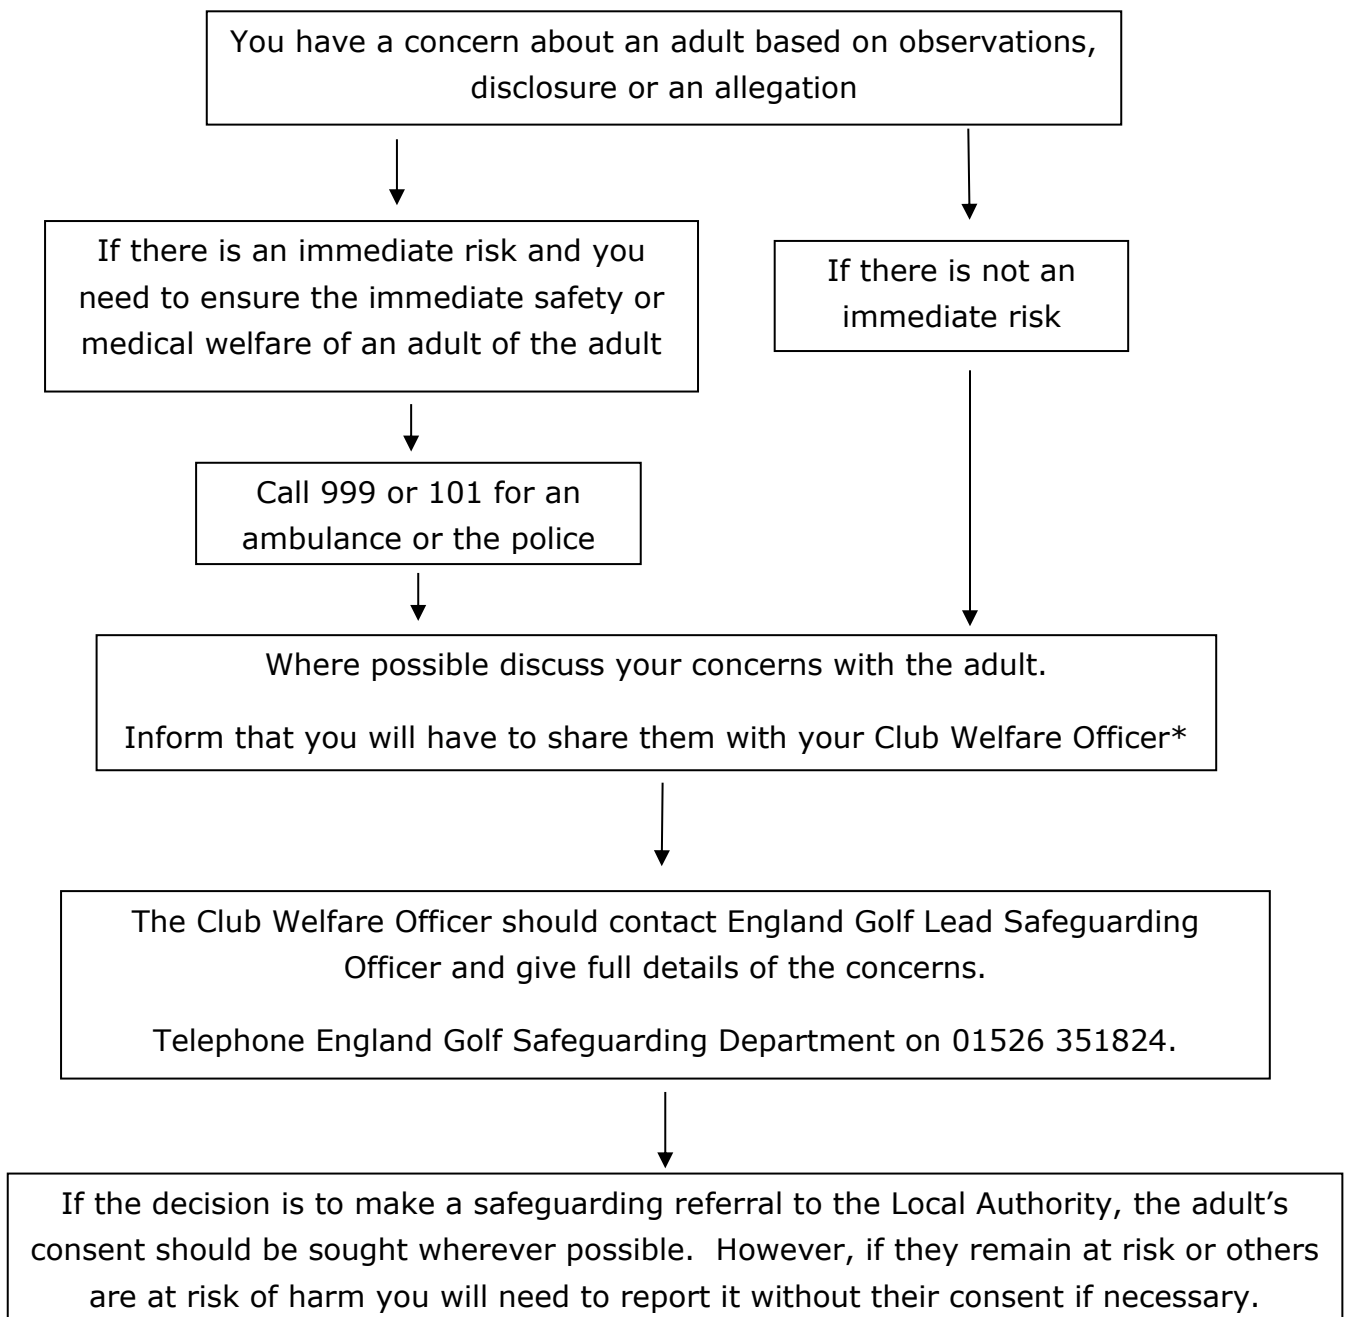 You have a concern about an adult based on observations,
disclosure or an allegation
If there is an immediate risk and you
need to ensure the immediate safety or
medical welfare of an adult of the adult
If there is not an
immediate risk
Call 999 or 101 for an
ambulance or the police
Where possible discuss your concerns with the adult.
Inform that you will have to share them with your Club Welfare Officer*
The Club Welfare Officer should contact England Golf Lead Safeguarding
Officer and give full details of the concerns.
Telephone England Golf Safeguarding Department on 01526 351824.
If the decision is to make a safeguarding referral to the Local Authority, the adult’s
consent should be sought wherever possible.  However, if they remain at risk or others
are at risk of harm you will need to report it without their consent if necessary.